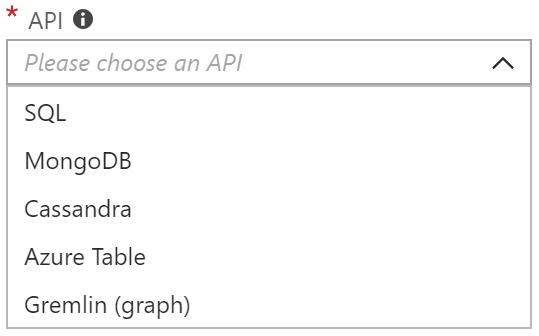 * API
Please choose an API
SQL
MongoDB
Cassandra
Azure Table
Gremlin (graph)